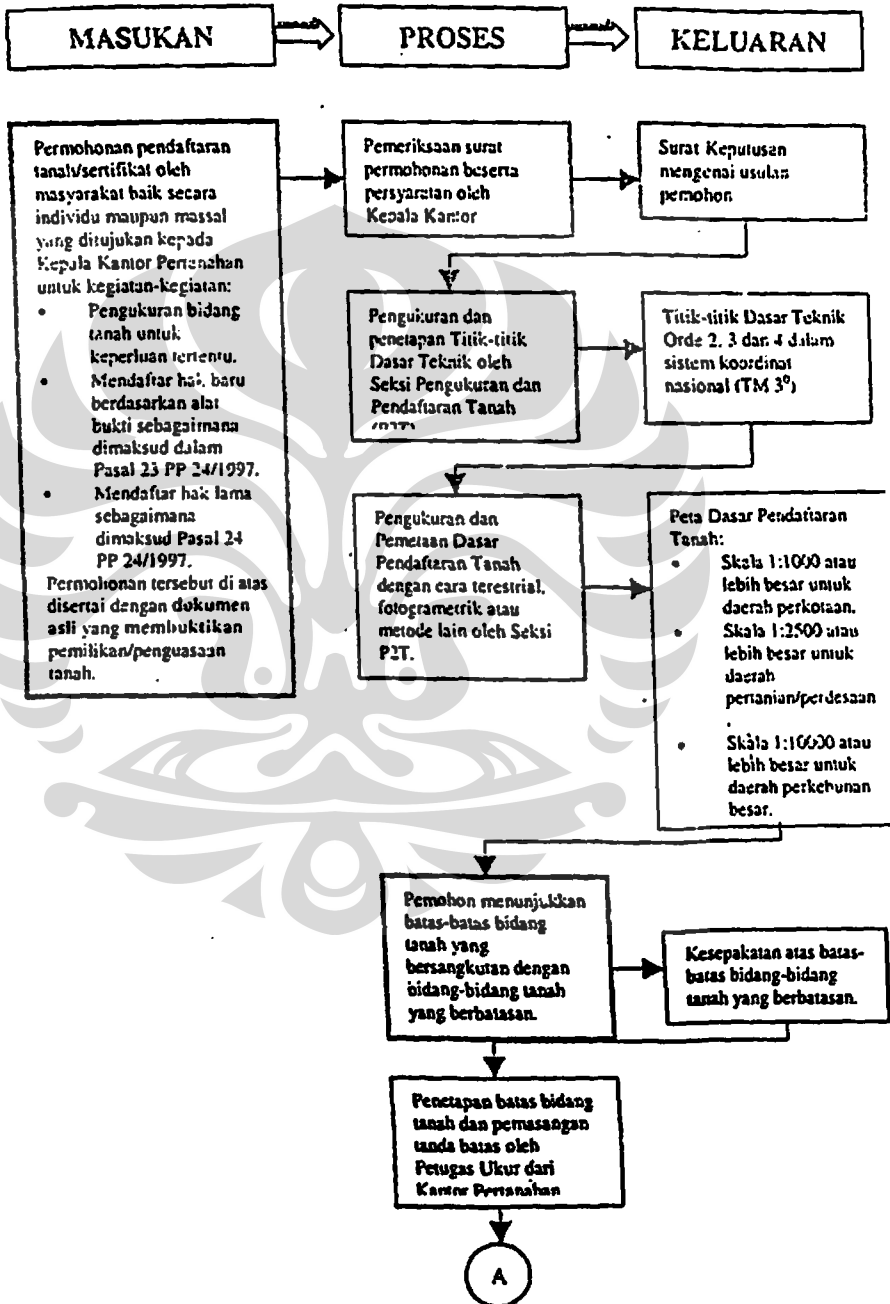 MASUKAN
PROSES
KELUARAN
Permohonan pendaftaran
tanah/sertifikat oleh
masyarakat baik secara
individu maupun massal
yang ditujukan kepada
Kepala Kantor Pertanahan
untuk kegiatan-kegiatan:
• Pengukuran bidang
tanah untuk
keperluan tertentu.
• Mendaftar hak baru
berdasarkan alat
bukti sebagaimana
dimaksud dalam
Pasal 23 PP 24/1997.
• Mendaftar hak lama
sebagaimana
dimaksud Pasal 24
PP 24/1997.
Permohonan tersebut di atas
disertai dengan dokumen
asli yang membuktikan
pemilikan/penguasaan
tanah.
Pemeriksaan surat
permohonan beserta
persyaratan oleh
Kepala Kantor
Surat Keputusan
mengenai usulan
pemohon
Pengukuran dan
penetapan Titik-titik
Dasar Teknik oleh
Seksi Pengukuran dan
Pendaftaran Tanah
(P2T)
Titik-titik Dasar Teknik
Orde 2, 3 dan 4 dalam
sistem koordinat
nasional (TM 3⁰)
Pengukuran dan
Pemetaan Dasar
Pendaftaran Tanah
dengan cara terestrial,
fotogrametrik atau
metode lain oleh Seksi
P2T.
Peta Dasar Pendaftaran
Tanah:
• Skala 1:1000 atau
lebih besar untuk
daerah perkotaan.
• Skala 1:2500 atau
lebih besar untuk
daerah
pertanian/perdesaan
.
• Skala 1:10000 atau
lebih besar untuk
daerah perkebunan
besar.
Pemohon menunjukkan
batas-batas bidang
tanah yang
bersangkutan dengan
bidang-bidang tanah
yang berbatasan.
Kesepakatan atas batas-
batas bidang-bidang
tanah yang berbatasan.
Penetapan batas bidang
tanah dan pemasangan
tanda batas oleh
Petugas Ukur dari
Kantor Pertanahan
A